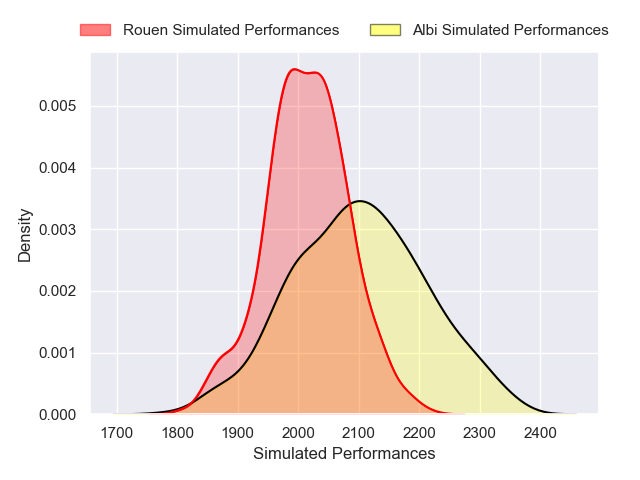 Rouen Simulated Performances Albi Simulated Performances
0.005
0.004
0.003
0.002
0.001
0.000
Density
1700 1800 1900 2000 2100 2200 2300 2400
Simulated Performances